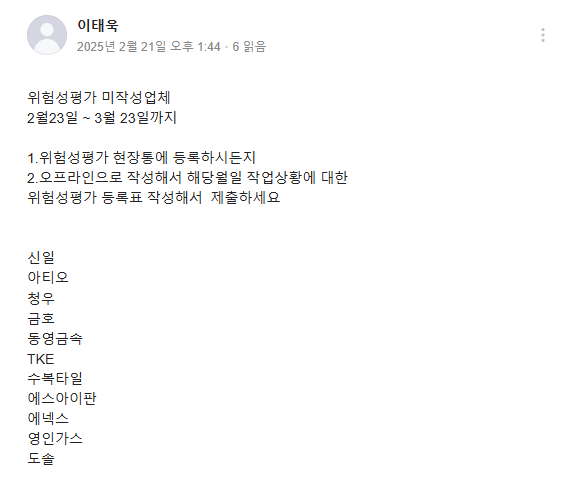 이태욱
2025년 2월 21일 오후 1:44 · 6 읽음
위험성평가 미작성업체
2월23일 ~ 3월 23일까지
1.위험성평가 현장통에 등록하시든지
2.오프라인으로 작성해서 해당월일 작업상황에 대한
위험성평가 등록표 작성해서 제출하세요
신일
아티오
청우
금호
동영금속
TKE
수복타일
에스아이판
에넥스
영인가스
도솔